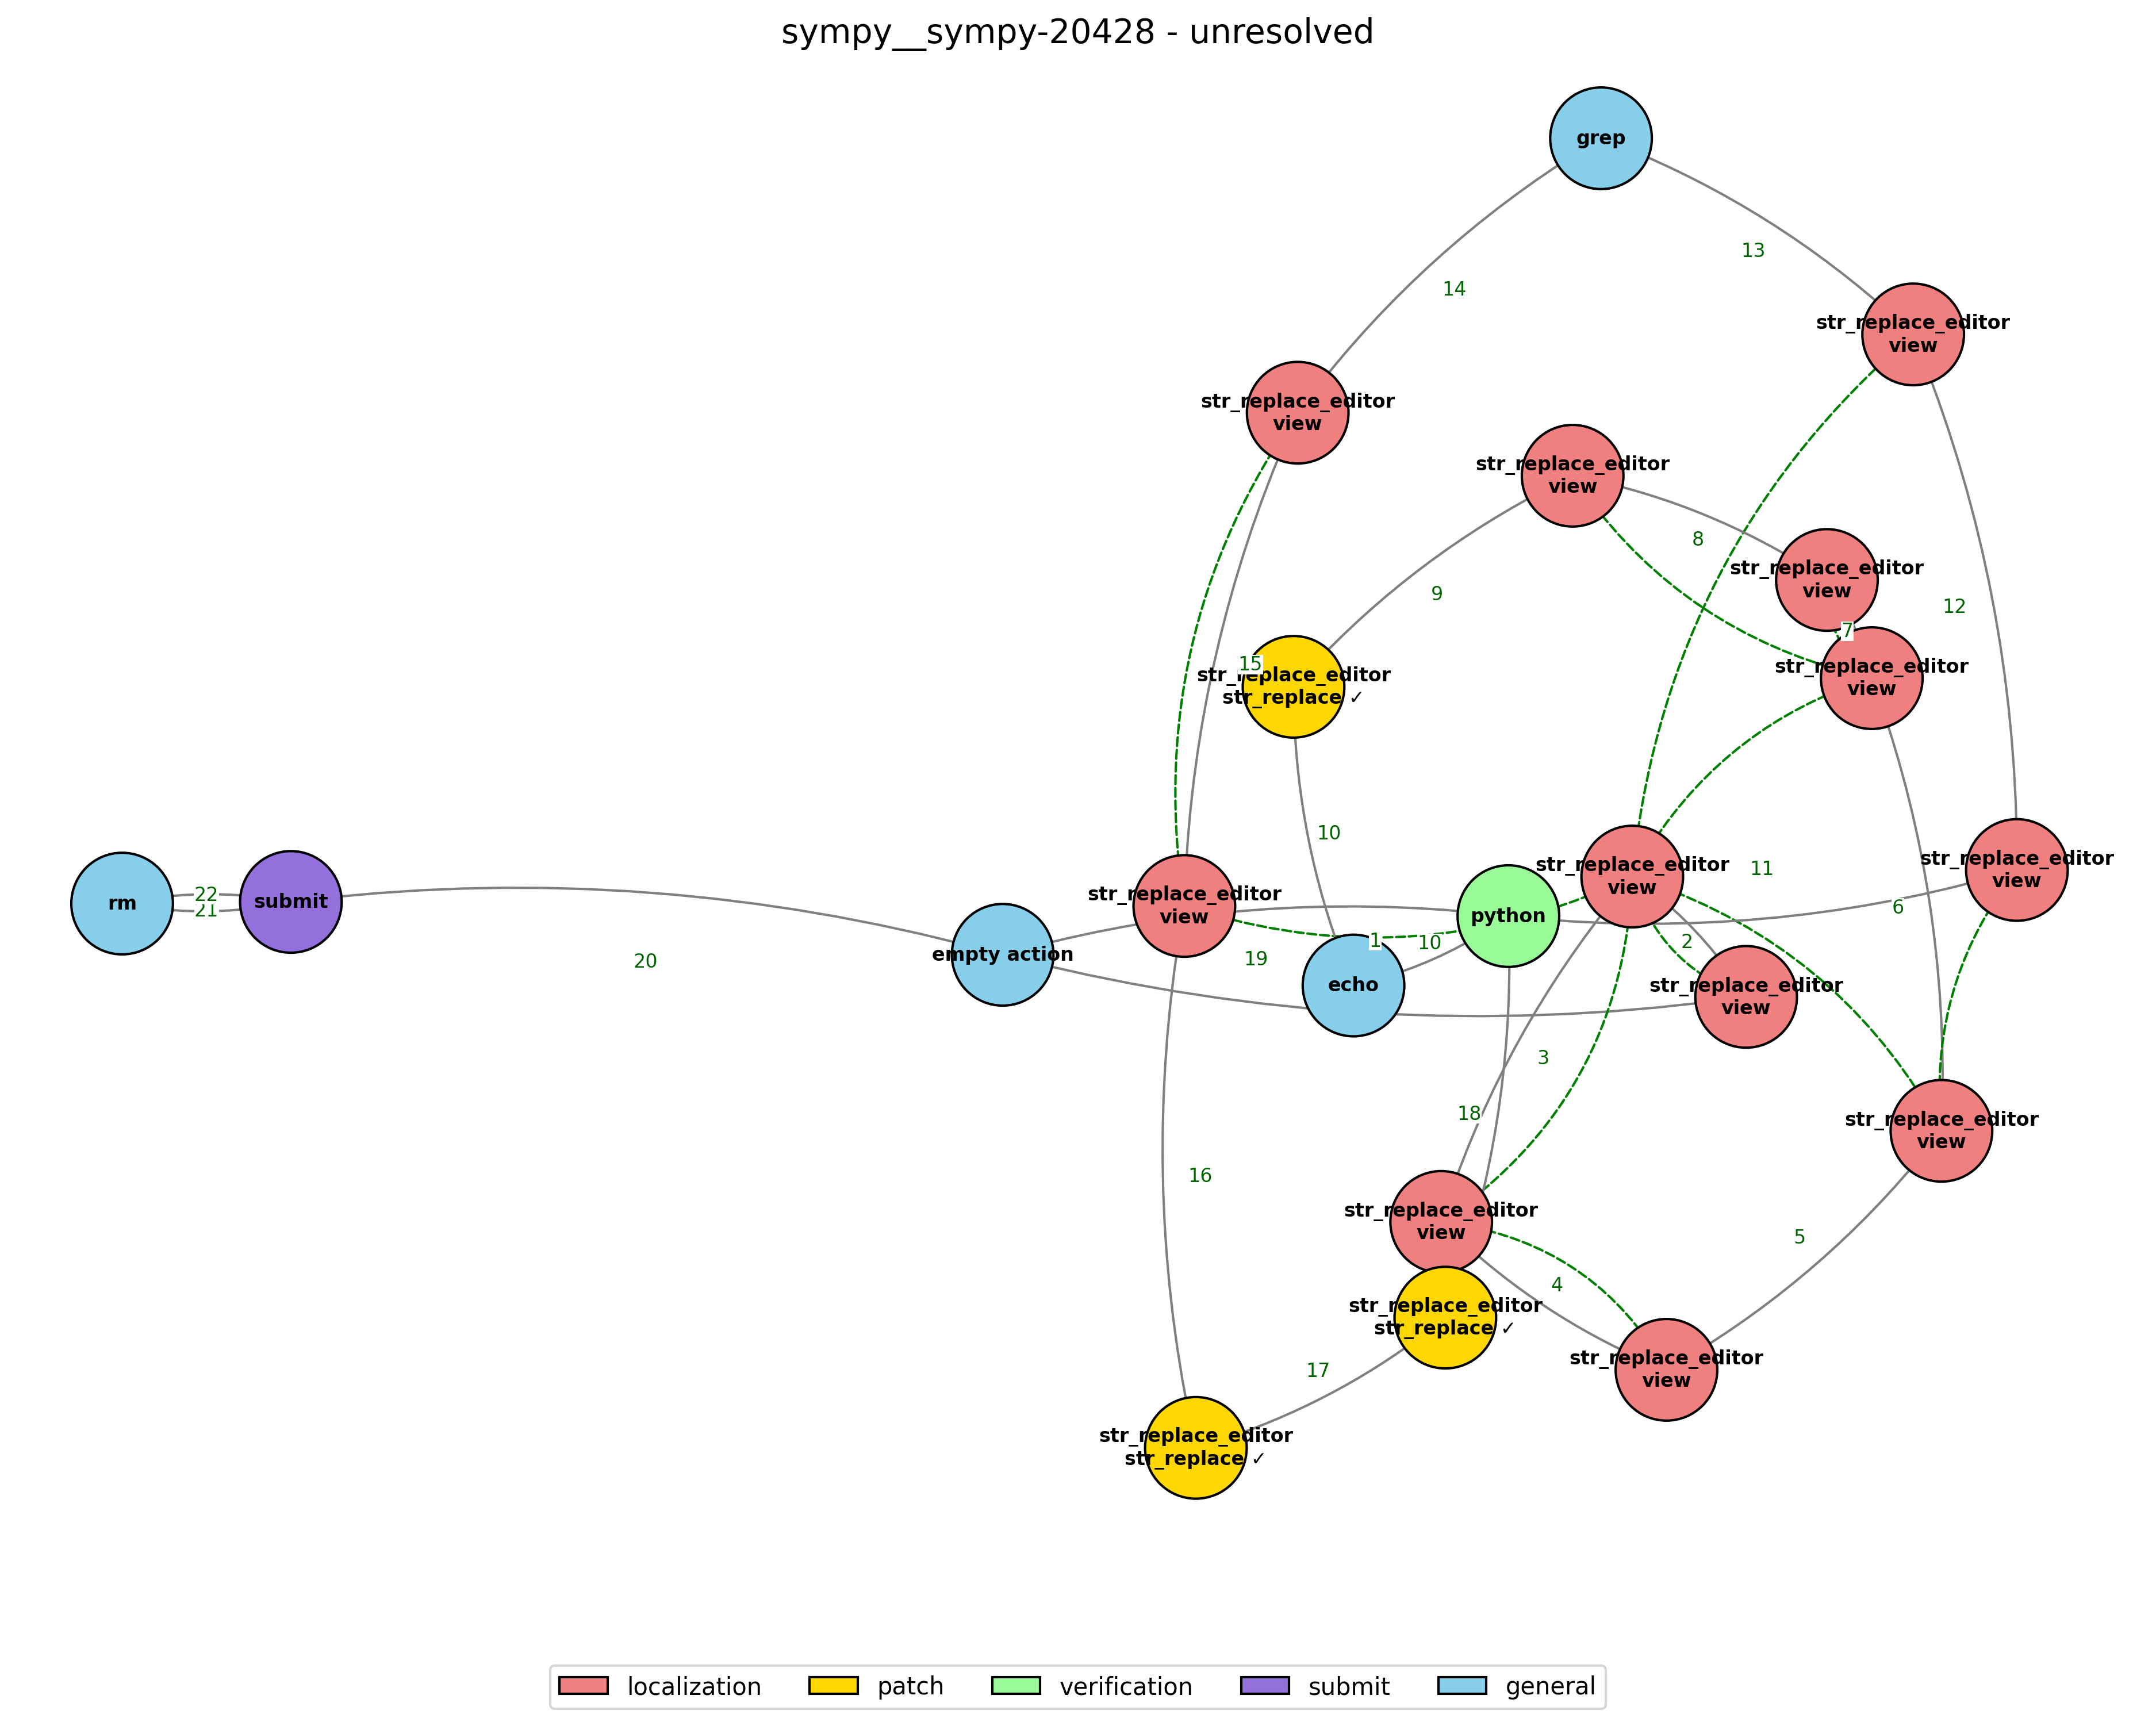 sympy__sympy-20428 - unresolved
grep
13
14
str_replace_editor
view
str_replace_editor
view
str_replace_editor
view
8
str_replace_editor
view
9
12
7
str_replace_editor
view
15
str_replace_editor
str_replace ✓
10
11
str_replace_editor
view
str_replace_editor
view
str_replace_editor
view
22
21
rm
submit
6
python
1
10
2
empty action
19
20
echo
str_replace_editor
view
3
18
str_replace_editor
view
16
str_replace_editor
view
5
4
str_replace_editor
str_replace ✓
17
str_replace_editor
view
str_replace_editor
str_replace ✓
localization
patch
verification
submit
general